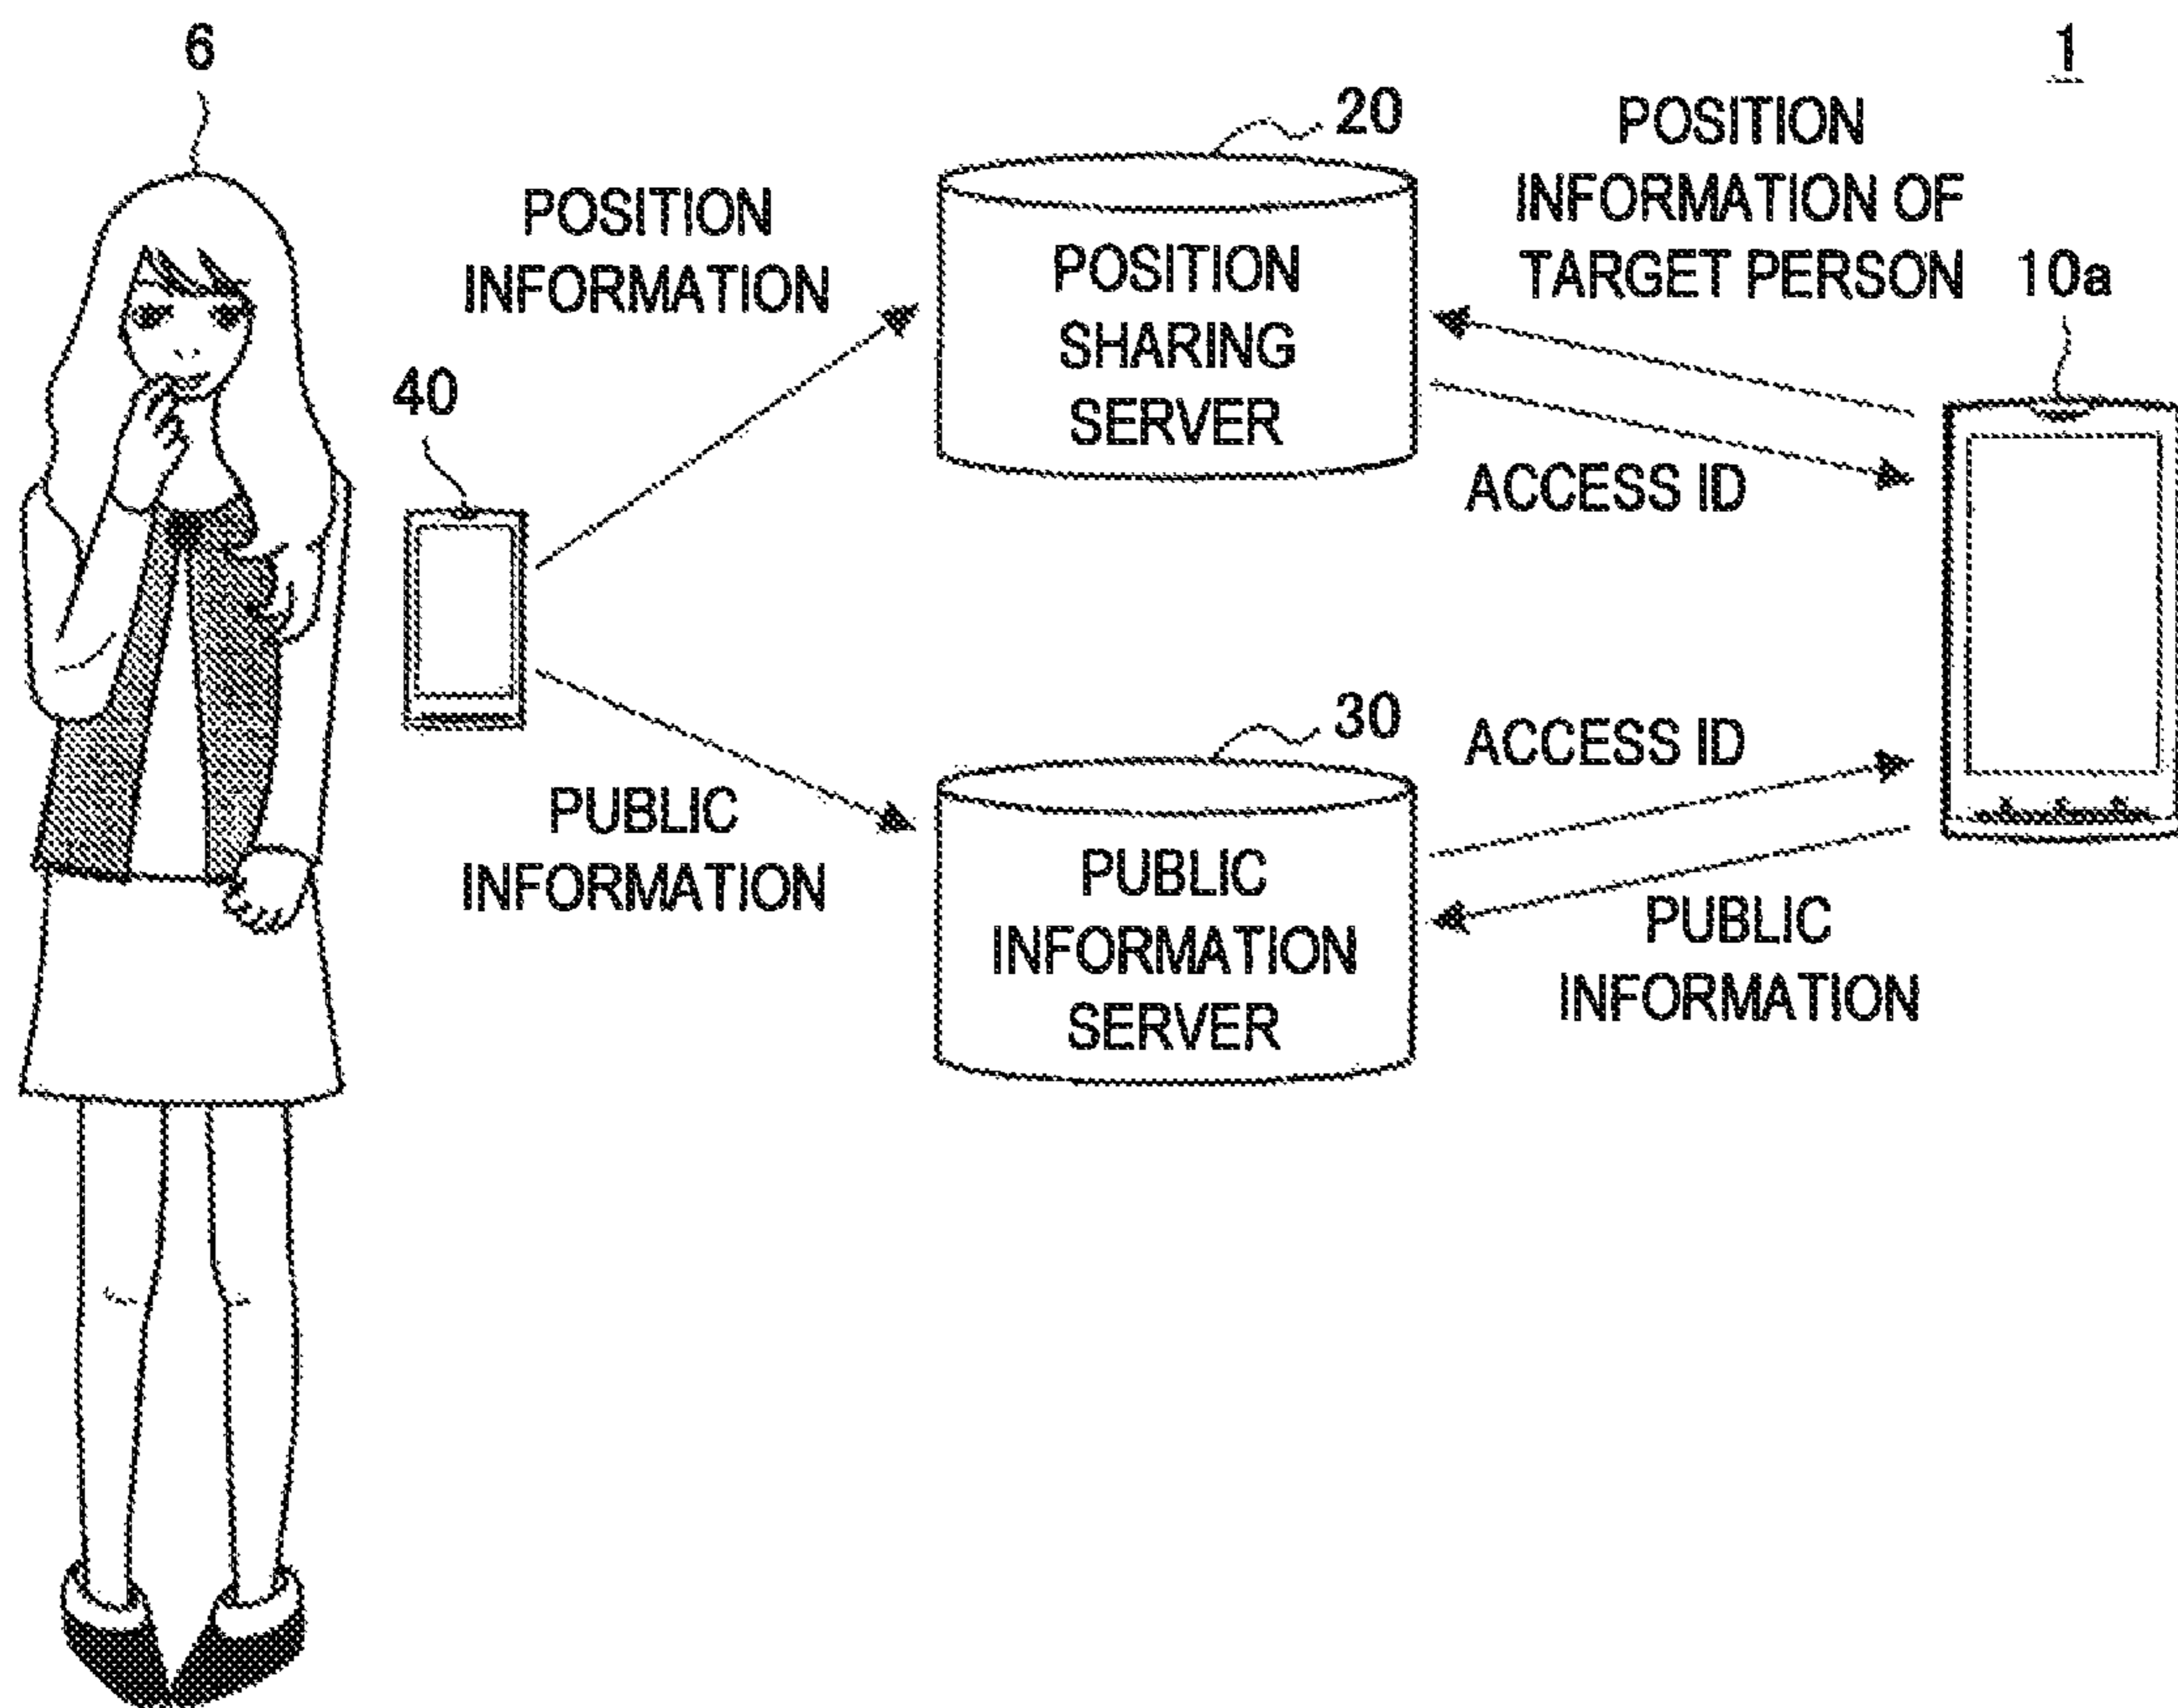 6
1
20
POSITION
INFORMATION OF
TARGET PERSON
10a
POSITION
INFORMATION
POSITION
SHARING
SERVER
40
ACCESS ID
30
ACCESS ID
PUBLIC
INFORMATION
PUBLIC
INFORMATION
SERVER
PUBLIC
INFORMATION